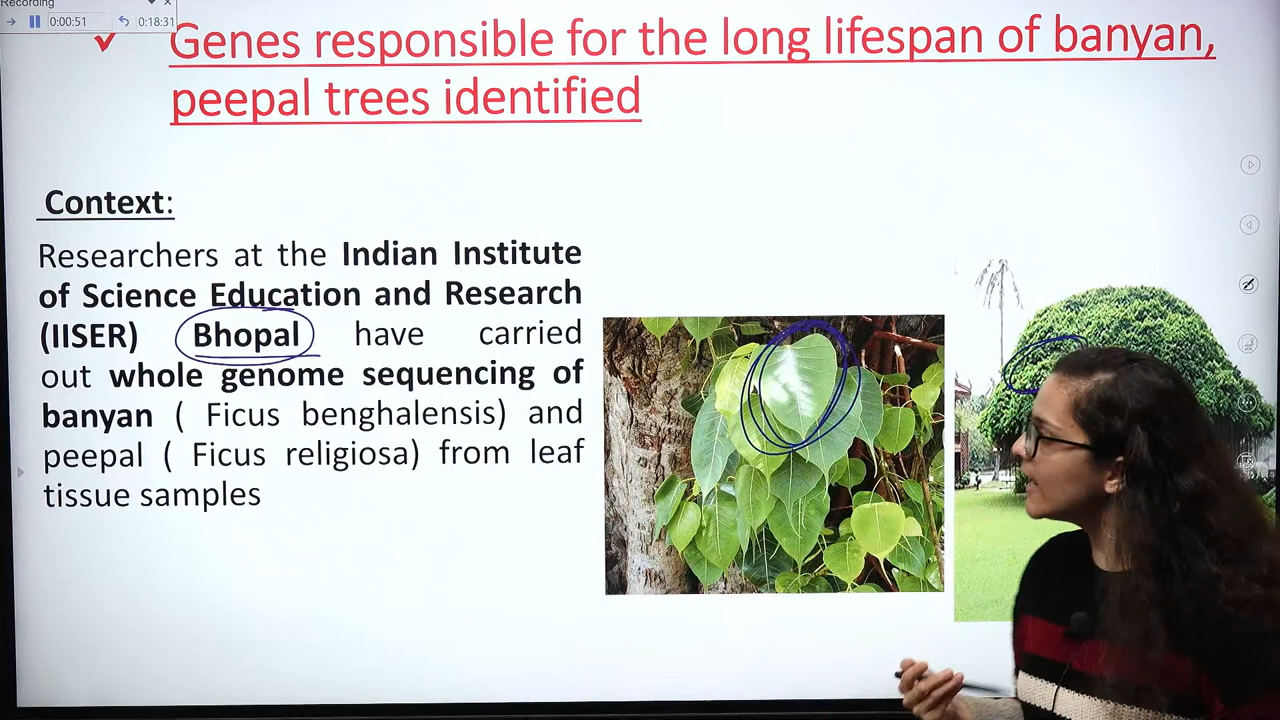 Recording
0:00:51
0:18:31
Genes responsible for the long lifespan of banyan,
peepal trees identified
Context:
Researchers at the Indian Institute
of Science Education and Research
(IISER) Bhopal have carried
out whole genome sequencing of
banyan ( Ficus benghalensis) and
peepal ( Ficus religiosa) from leaf
tissue samples